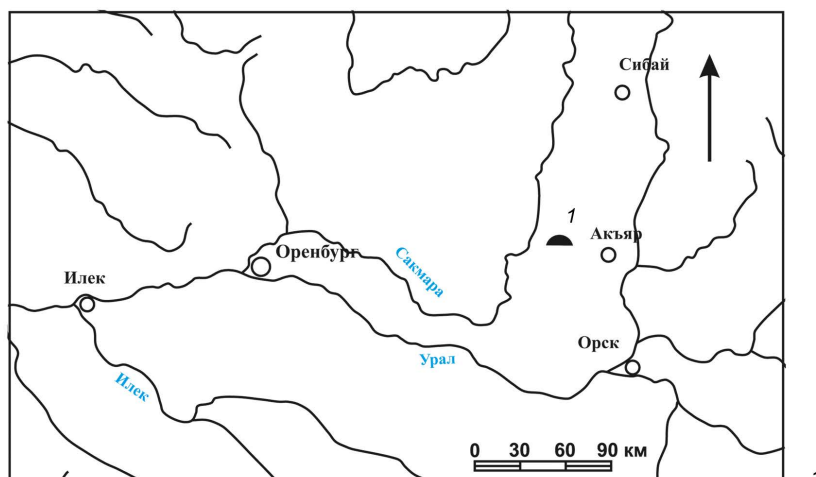 Сибай
1
Акъяр
Оренбург
Сакмара
Илек
Орск
Урал
Илек
0 30 60 90 км